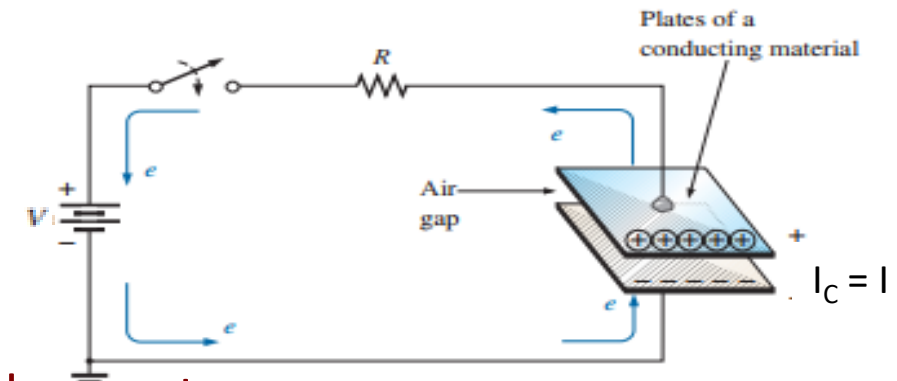 Plates of a
conducting material
R
e
e
Air
gap
+
V
−
+
+ + + + +
− − − − −
-
I_C = I
e
e